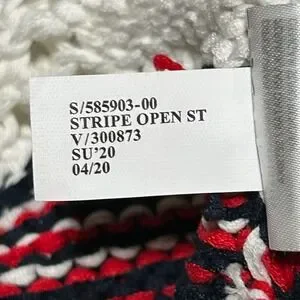 S/585903-00
STRIPE OPEN ST
V/300873
SU'20
04/20